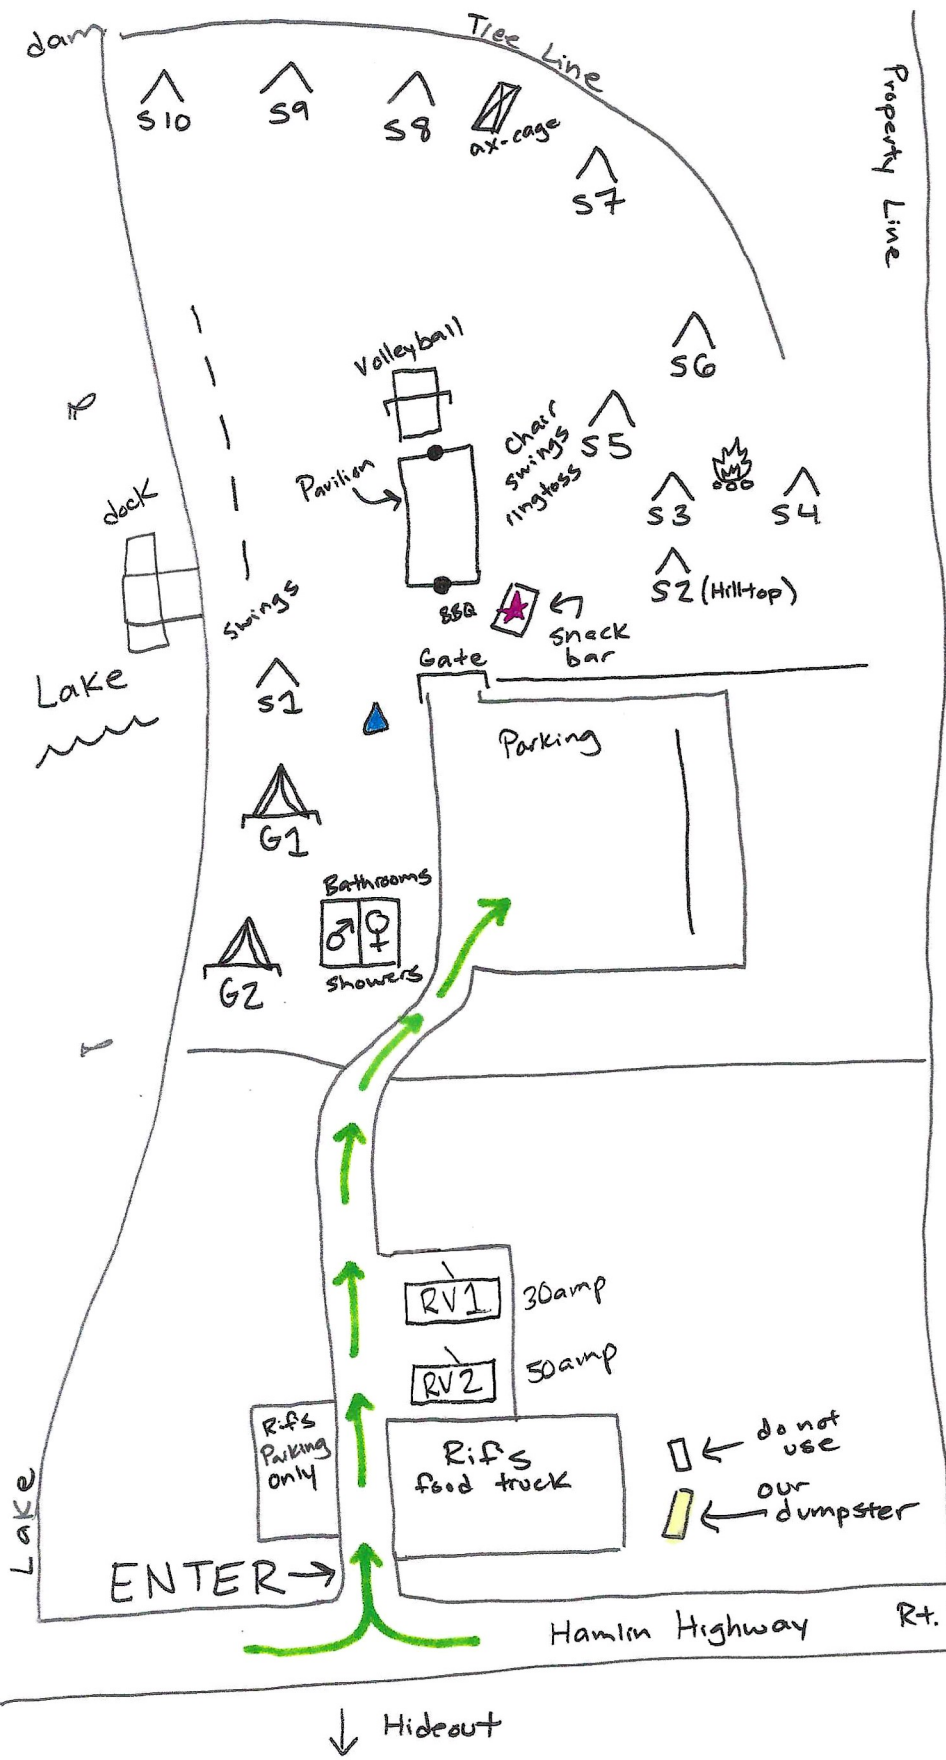 dam
Tree Line
Property Line
S10
S9
S8
ax-cage
S7
Volleyball
S6
Chair
swings
ringtoss
S5
Pavilion
S3
S4
dock
S2 (Hilltop)
swings
BBQ
snack
bar
Gate
Lake
S1
Parking
G1
Bathrooms
showers
G2
RV1
30amp
RV2
50amp
Rif's
Parking
only
Rif's
food truck
do not
use
our
dumpster
Lake
ENTER
Hamlin Highway
Rt.
Hideout